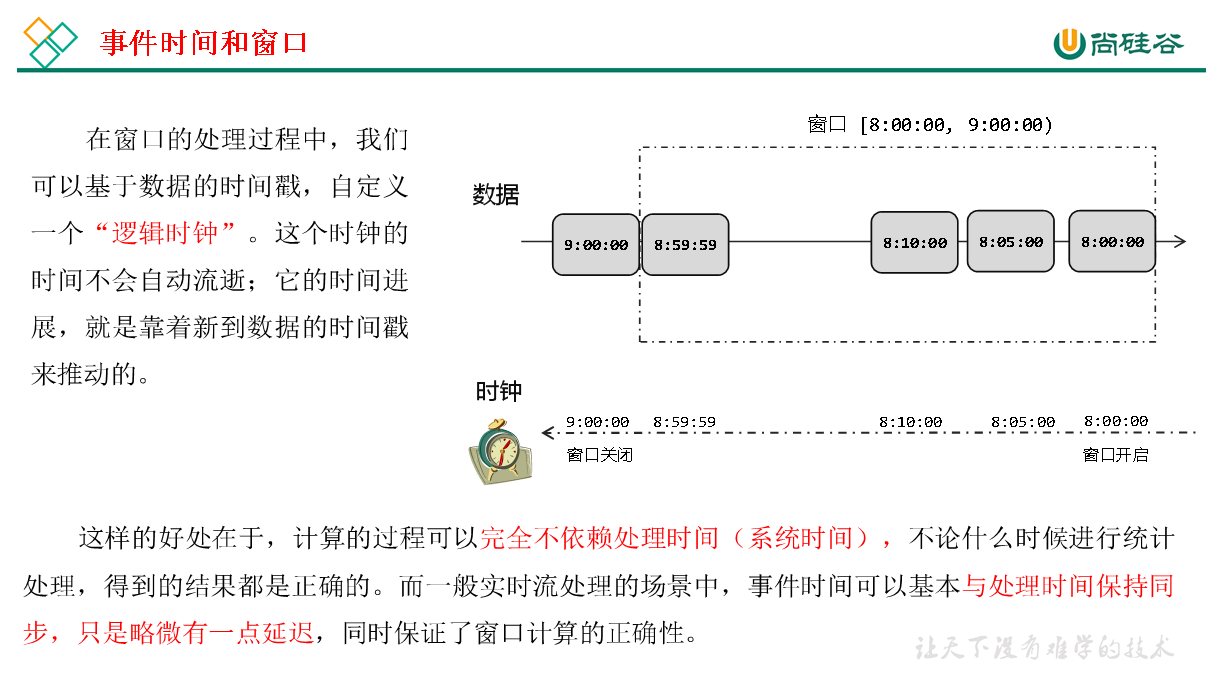 事件时间和窗口
尚硅谷
在窗口的处理过程中，我们
可以基于数据的时间戳，自定义
一个“逻辑时钟”。这个时钟的
时间不会自动流逝；它的时间进
展，就是靠着新到数据的时间戳
来推动的。
窗口 [8:00:00, 9:00:00)
数据
9:00:00 8:59:59 8:10:00 8:05:00 8:00:00
时钟
9:00:00 8:59:59 8:10:00 8:05:00 8:00:00
窗口关闭 窗口开启
这样的好处在于，计算的过程可以完全不依赖处理时间（系统时间），不论什么时候进行统计
处理，得到的结果都是正确的。而一般实时流处理的场景中，事件时间可以基本与处理时间保持同
步，只是略微有一点延迟，同时保证了窗口计算的正确性。
让天下没有难学的技术